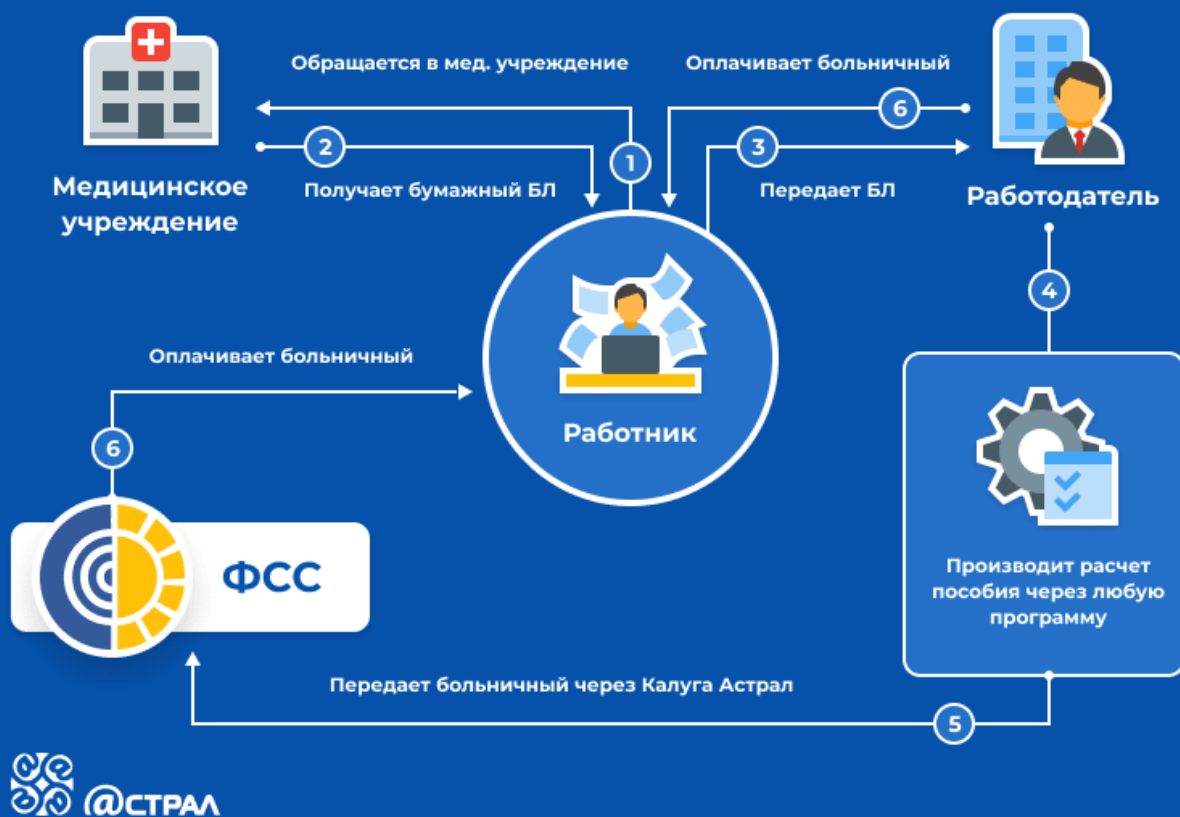 Обращается в мед. учреждение
Оплачивает больничный
6
2
1
3
Получает бумажный БЛ
Передает БЛ
Медицинское
учреждение
Работодатель
4
Оплачивает больничный
Работник
6
ФСС
Производит расчет
пособия через любую
программу
Передает больничный через Калуга Астрал
5
@СТРАЛ